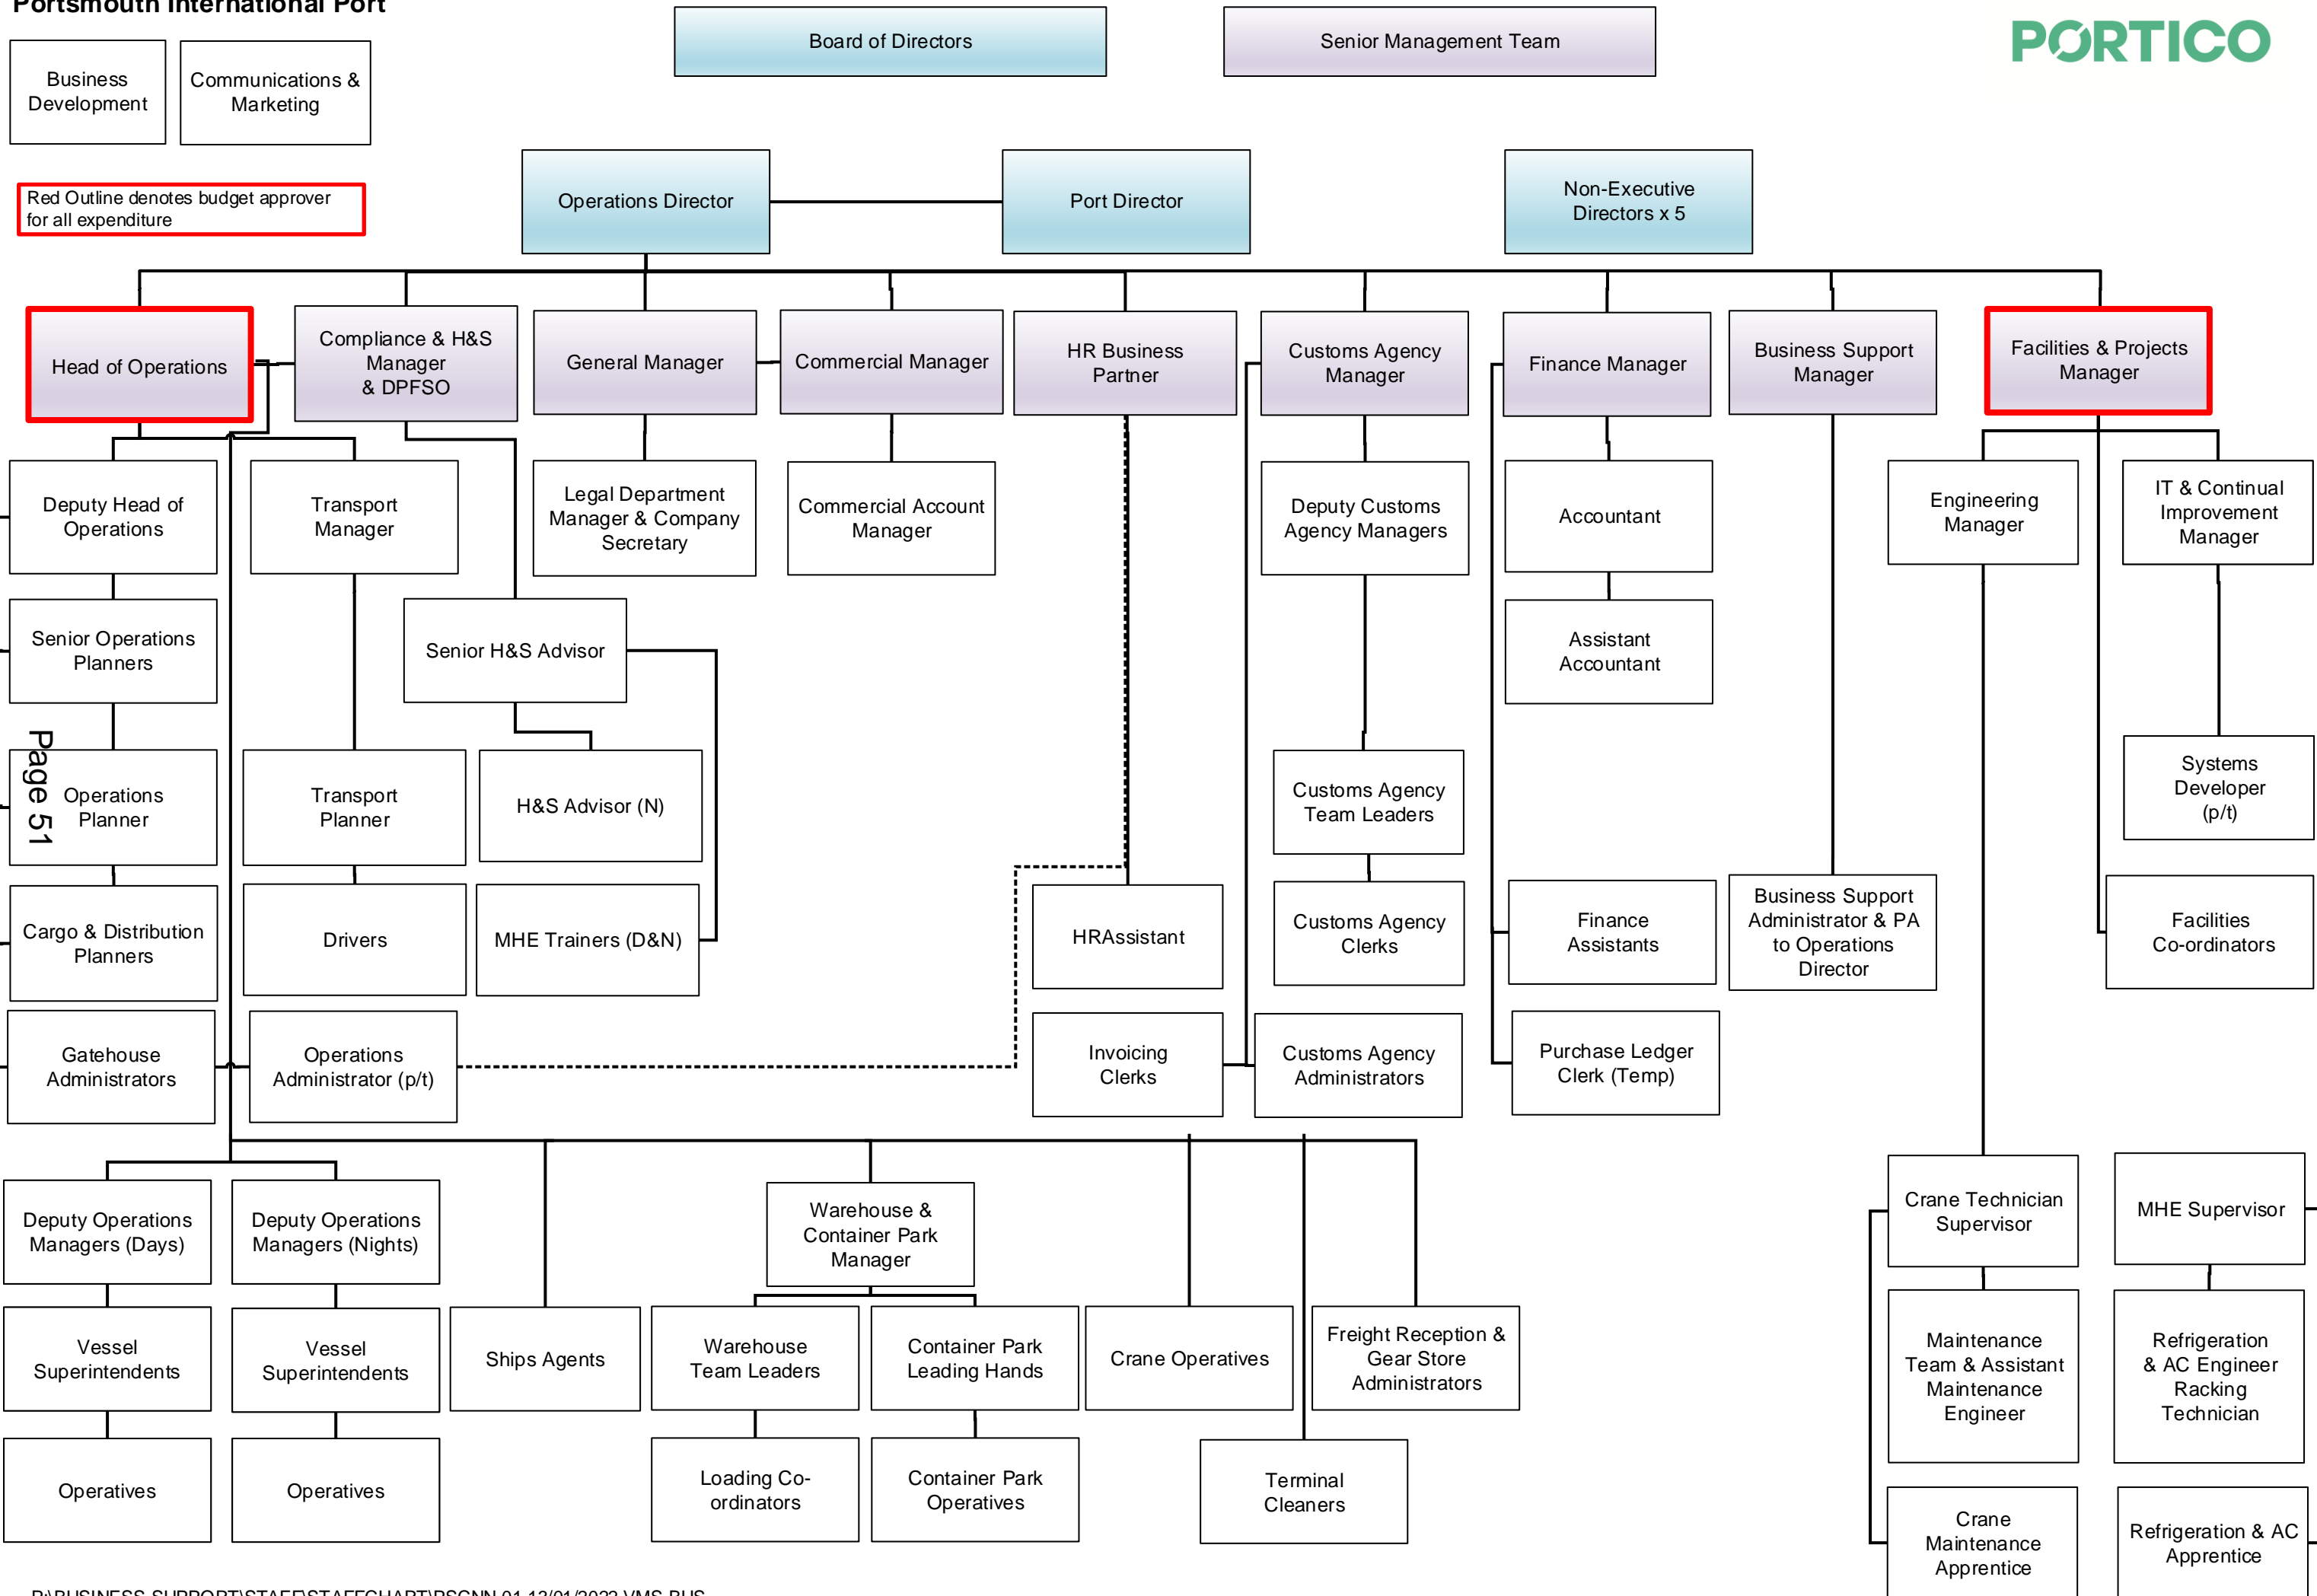 Portsmouth International Port
Board of Directors
Senior Management Team
PORTICO
Business
Development
Communications &
Marketing
Red Outline denotes budget approver
for all expenditure
Operations Director
Port Director
Non-Executive
Directors x 5
Head of Operations
Compliance & H&S
Manager
& DPFSO
General Manager
Commercial Manager
HR Business
Partner
Customs Agency
Manager
Finance Manager
Business Support
Manager
Facilities & Projects
Manager
Deputy Head of
Operations
Transport
Manager
Legal Department
Manager & Company
Secretary
Commercial Account
Manager
Deputy Customs
Agency Managers
Accountant
Engineering
Manager
IT & Continual
Improvement
Manager
Senior Operations
Planners
Senior H&S Advisor
Assistant
Accountant
Page 51
Operations
Planner
Transport
Planner
H&S Advisor (N)
Customs Agency
Team Leaders
Systems
Developer
(p/t)
Cargo & Distribution
Planners
Drivers
MHE Trainers (D&N)
HRAssistant
Customs Agency
Clerks
Finance
Assistants
Business Support
Administrator & PA
to Operations
Director
Facilities
Co-ordinators
Gatehouse
Administrators
Operations
Administrator (p/t)
Invoicing
Clerks
Customs Agency
Administrators
Purchase Ledger
Clerk (Temp)
Deputy Operations
Managers (Days)
Deputy Operations
Managers (Nights)
Warehouse &
Container Park
Manager
Crane Technician
Supervisor
MHE Supervisor
Vessel
Superintendents
Vessel
Superintendents
Ships Agents
Warehouse
Team Leaders
Container Park
Leading Hands
Crane Operatives
Freight Reception &
Gear Store
Administrators
Maintenance
Team & Assistant
Maintenance
Engineer
Refrigeration
& AC Engineer
Racking
Technician
Operatives
Operatives
Loading Co-
ordinators
Container Park
Operatives
Terminal
Cleaners
Crane
Maintenance
Apprentice
Refrigeration & AC
Apprentice